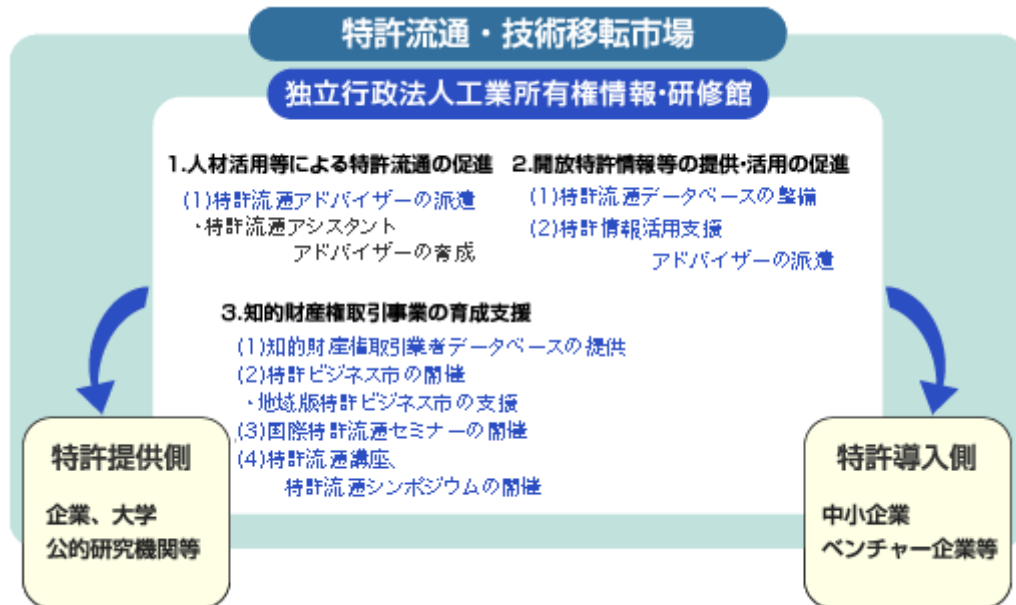 特許流通・技術移転市場
独立行政法人工業所有権情報・研修館
1.人材活用等による特許流通の促進
(1)特許流通アドバイザーの派遣
・特許流通アシスタント
アドバイザーの育成
2.開放特許情報等の提供・活用の促進
(1)特許流通データベースの整備
(2)特許情報活用支援
アドバイザーの派遣
3.知的財産権取引事業の育成支援
(1)知的財産権取引業者データベースの提供
(2)特許ビジネス市の開催
・地域版特許ビジネス市の支援
(3)国際特許流通セミナーの開催
(4)特許流通講座、
特許流通シンポジウムの開催
特許提供側
企業、大学
公的研究機関等
特許導入側
中小企業
ベンチャー企業等